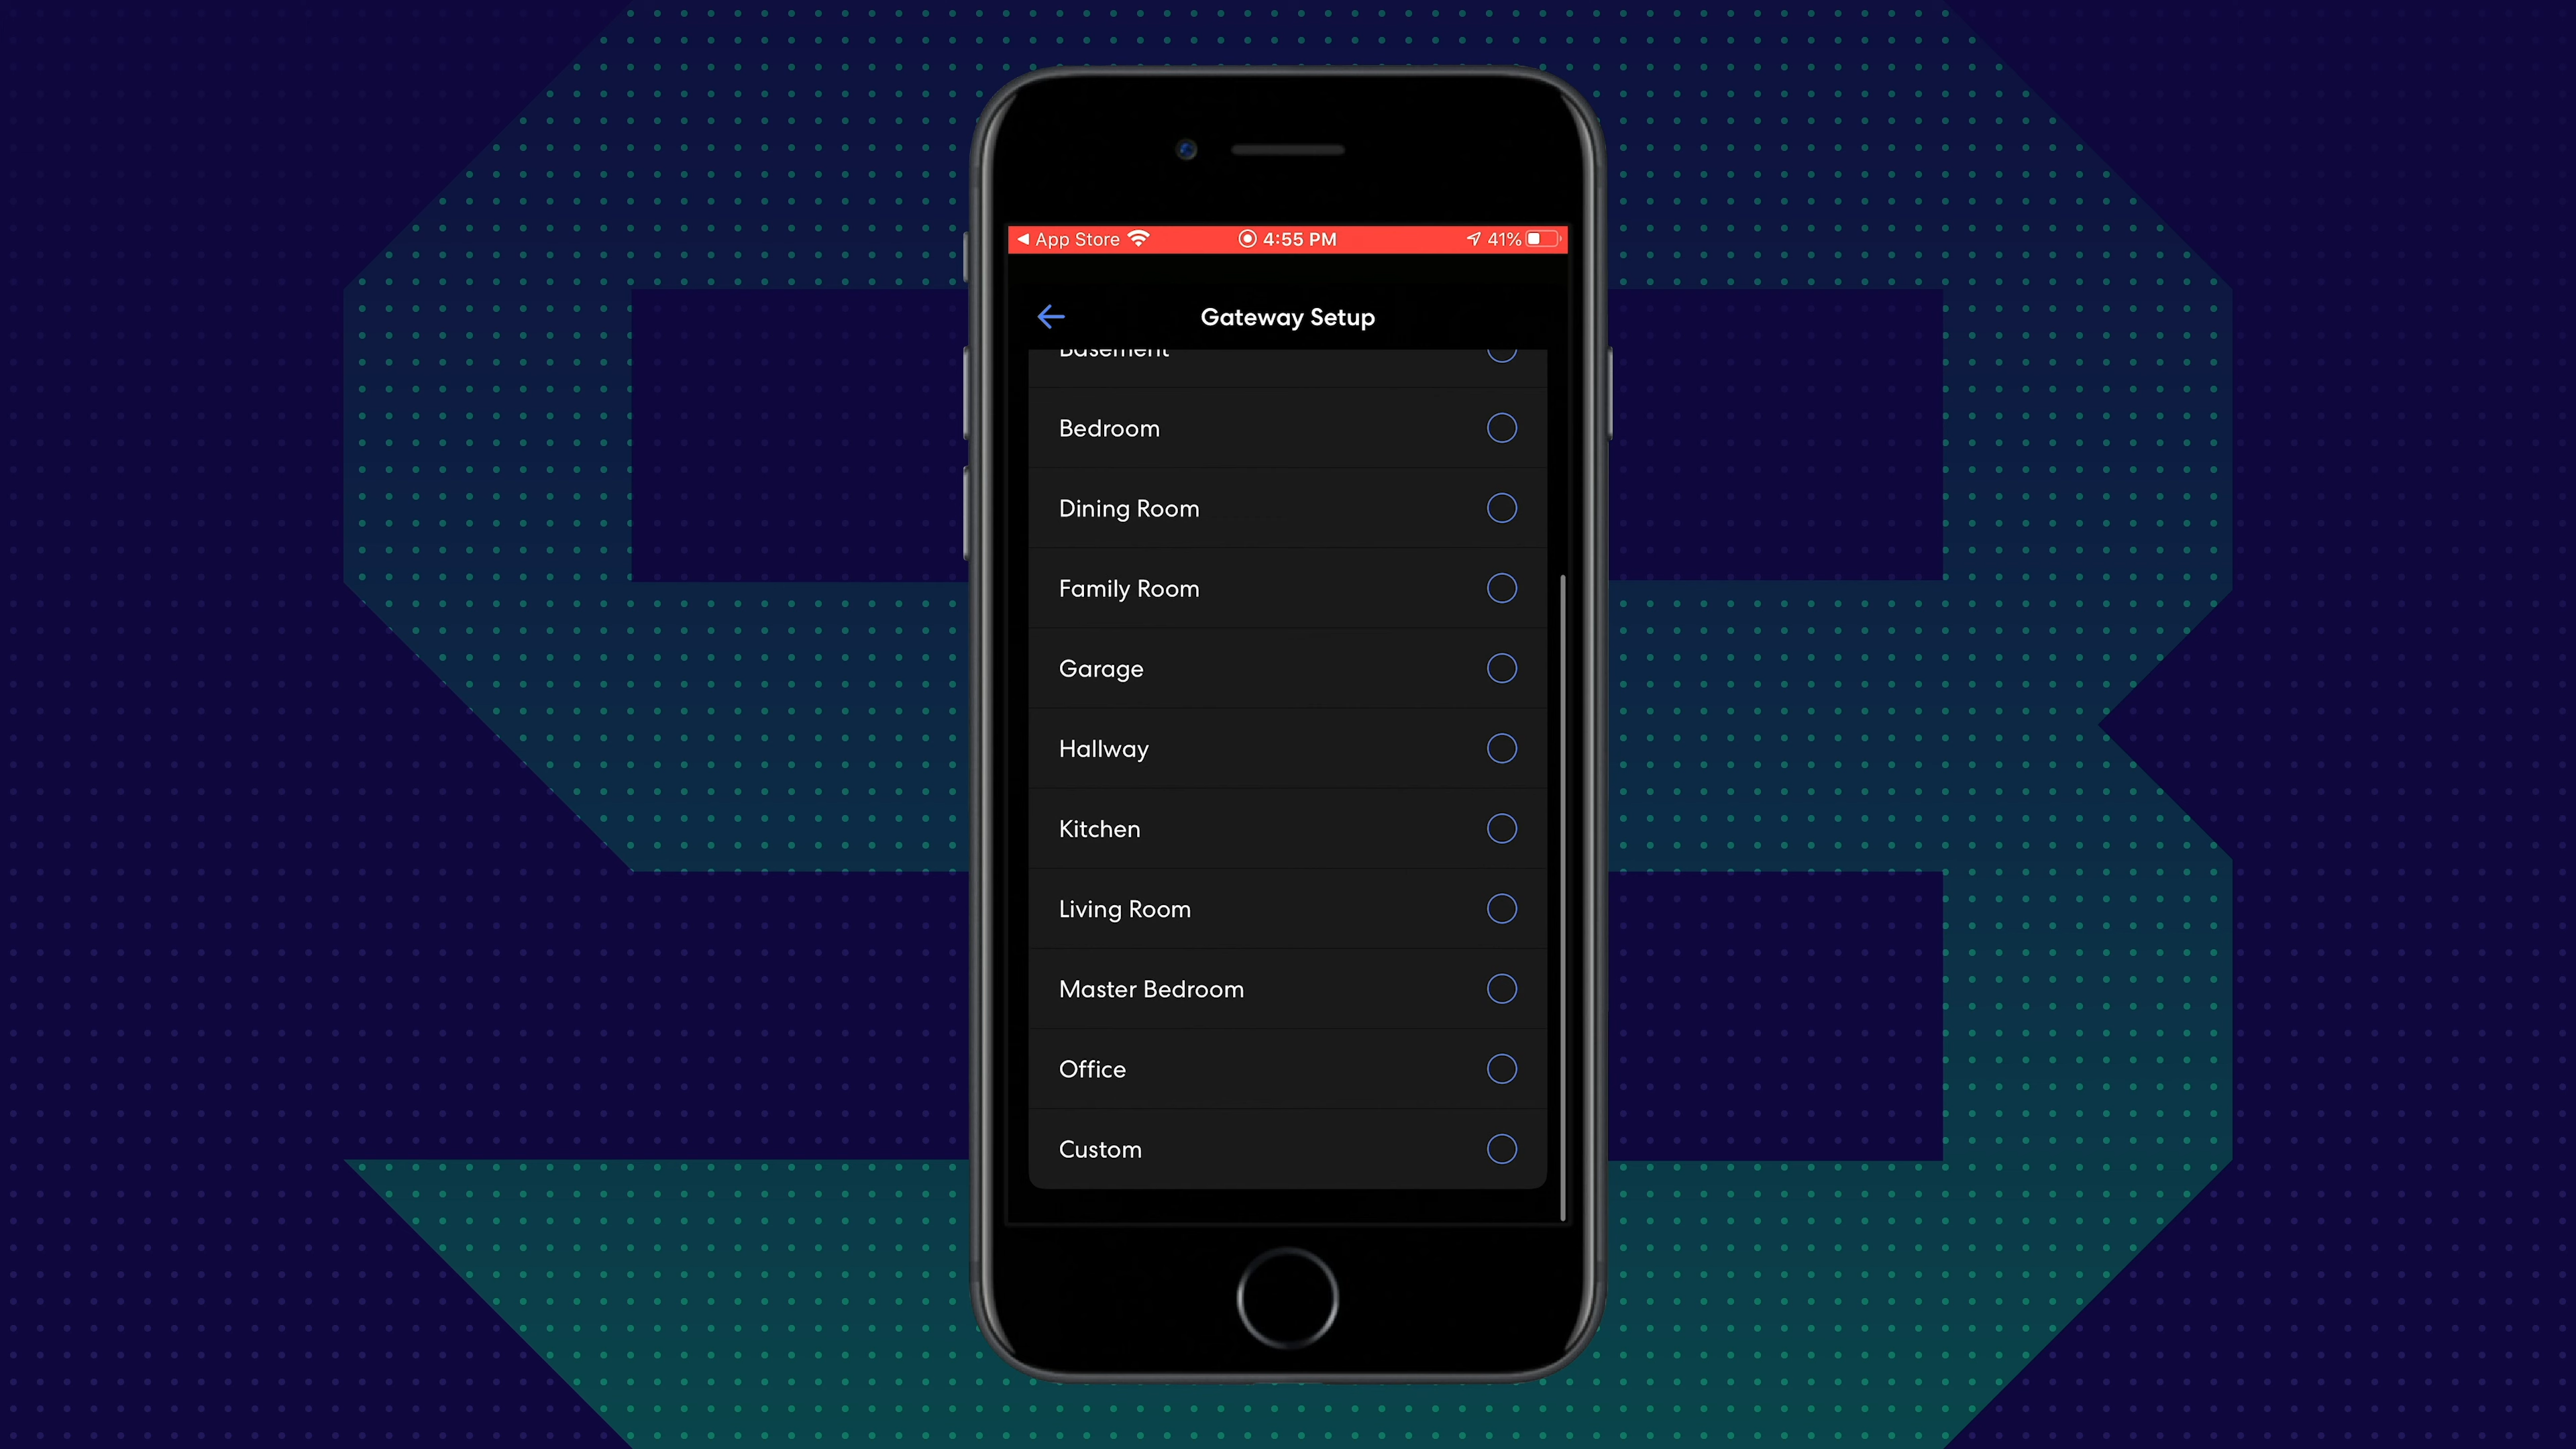 App Store 4:55 PM 41%
Gateway Setup
Basement
Bedroom
Dining Room
Family Room
Garage
Hallway
Kitchen
Living Room
Master Bedroom
Office
Custom